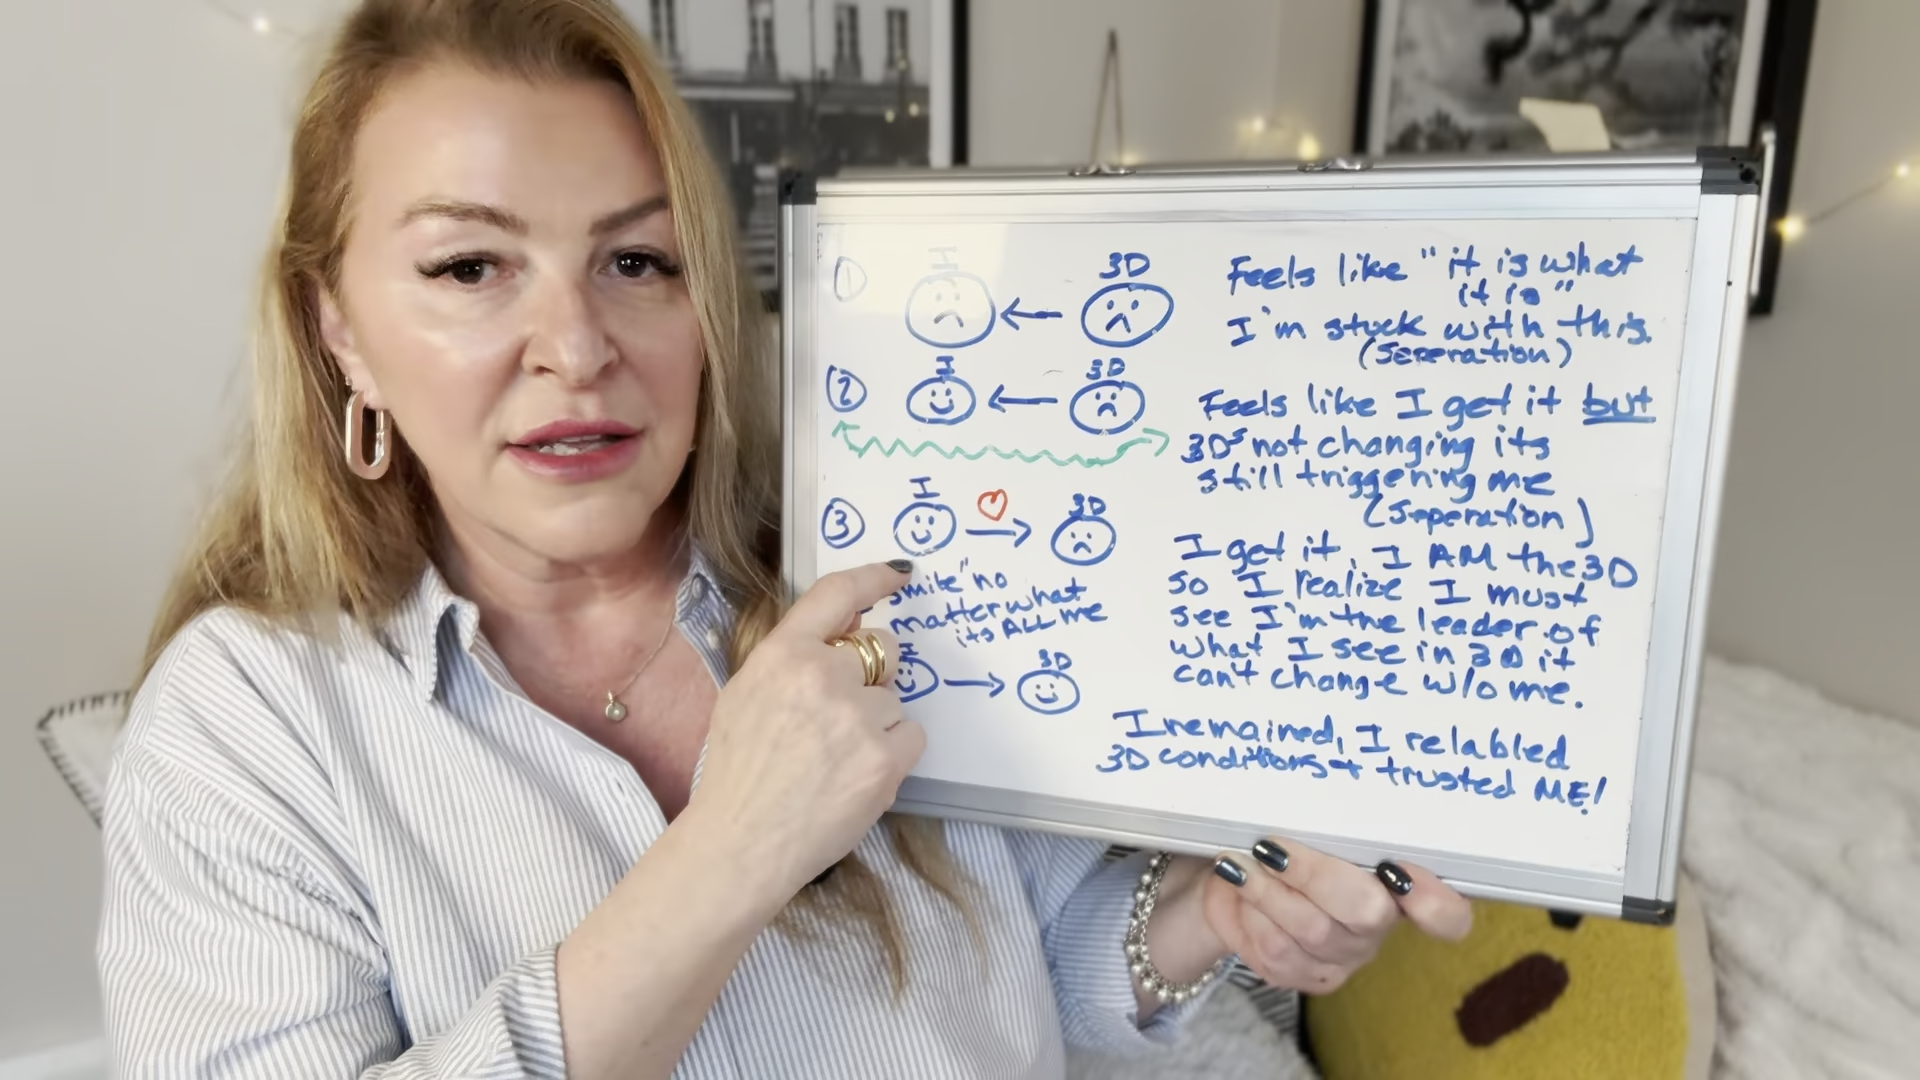 1
I
3D
Feels like "it is what
it is"
I'm stuck with this.
(Seperation)
2
I
3D
Feels like I get it but
3D's not changing its
still triggering me
(Seperation)
3
I
3D
smile "no
matter what
its ALL me
I
3D
I get it, I AM the 3D
so I realize I must
see I'm the leader of
what I see in 3D it
can't change w/o me.
I remained, I relabled
3D conditions + trusted ME!